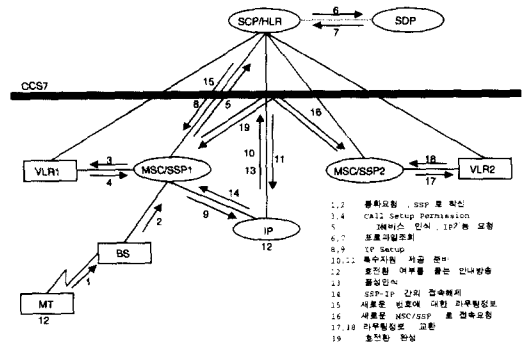 SCP/HLR
6
7
SDP
CCS7
15
8
5
19
10
13
11
16
VLR1
3
4
MSC/SSP1
14
9
MSC/SSP2
18
17
VLR2
2
IP
12
BS
1
MT
12
1,2 통화요청, SSP 로 착신
3,4 Call Setup Permission
5 서비스 인식, IP기능 요청
6,7 프로파일조회
8,9 IP Setup
10,11 특수자원 제공 준비
12 호전환 여부를 묻는 안내방송
13 음성인식
14 SSP-IP 간의 접속해제
15 새로운 번호에 대한 라우팅정보
16 새로운 MSC/SSP 로 접속요청
17,18 라우팅정보 교환
19 호전환 완성